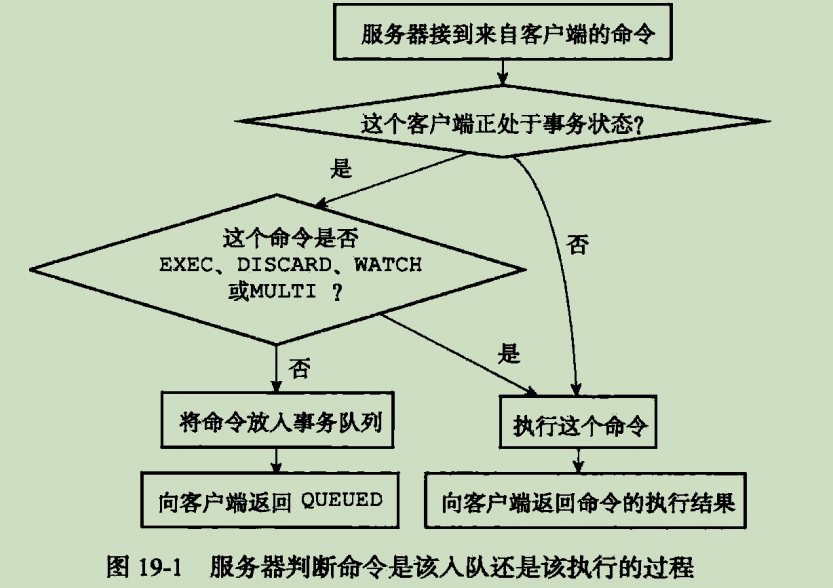 服务器接到来自客户端的命令
这个客户端正处于事务状态?
是
否
这个命令是否
EXEC、DISCARD、WATCH
或MULTI ?
否
是
将命令放入事务队列
执行这个命令
向客户端返回 QUEUED
向客户端返回命令的执行结果
图 19-1 服务器判断命令是该入队还是该执行的过程